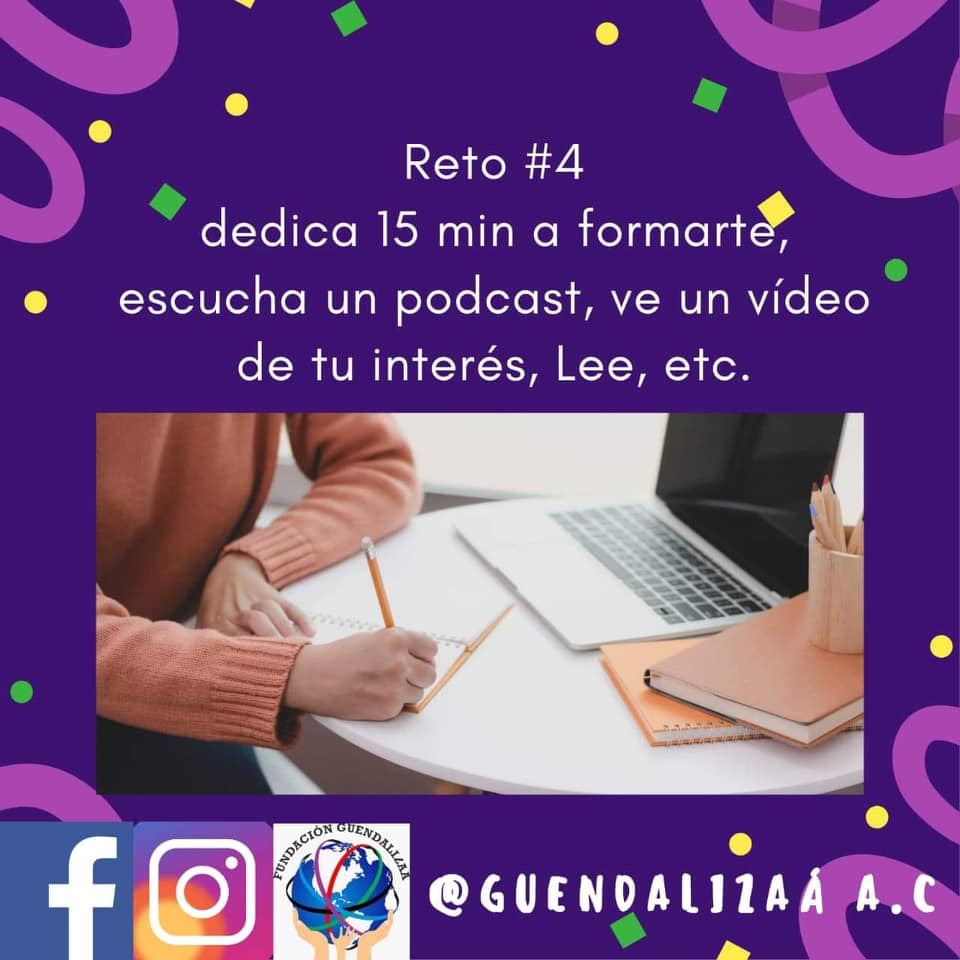 Reto #4
dedica 15 min a formarte,
escucha un podcast, ve un vídeo
de tu interés, Lee, etc.
FUNDACIÓN GUENDALIZAÁ
@GUENDALIZAÁ A.C